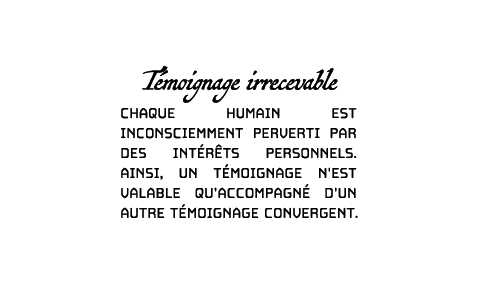 Témoignage irrecevable
CHAQUE HUMAIN EST
INCONSCIEMMENT PERVERTI PAR
DES INTÉRÊTS PERSONNELS.
AINSI, UN TÉMOIGNAGE N'EST
VALABLE QU'ACCOMPAGNÉ D'UN
AUTRE TÉMOIGNAGE CONVERGENT.